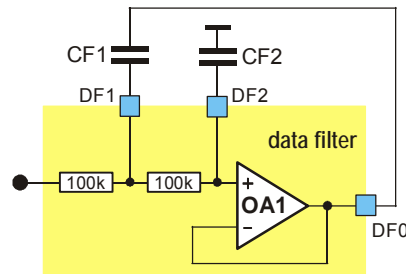 CF1
CF2
DF1
DF2
data filter
100k
100k
+
OA1
−
DF0